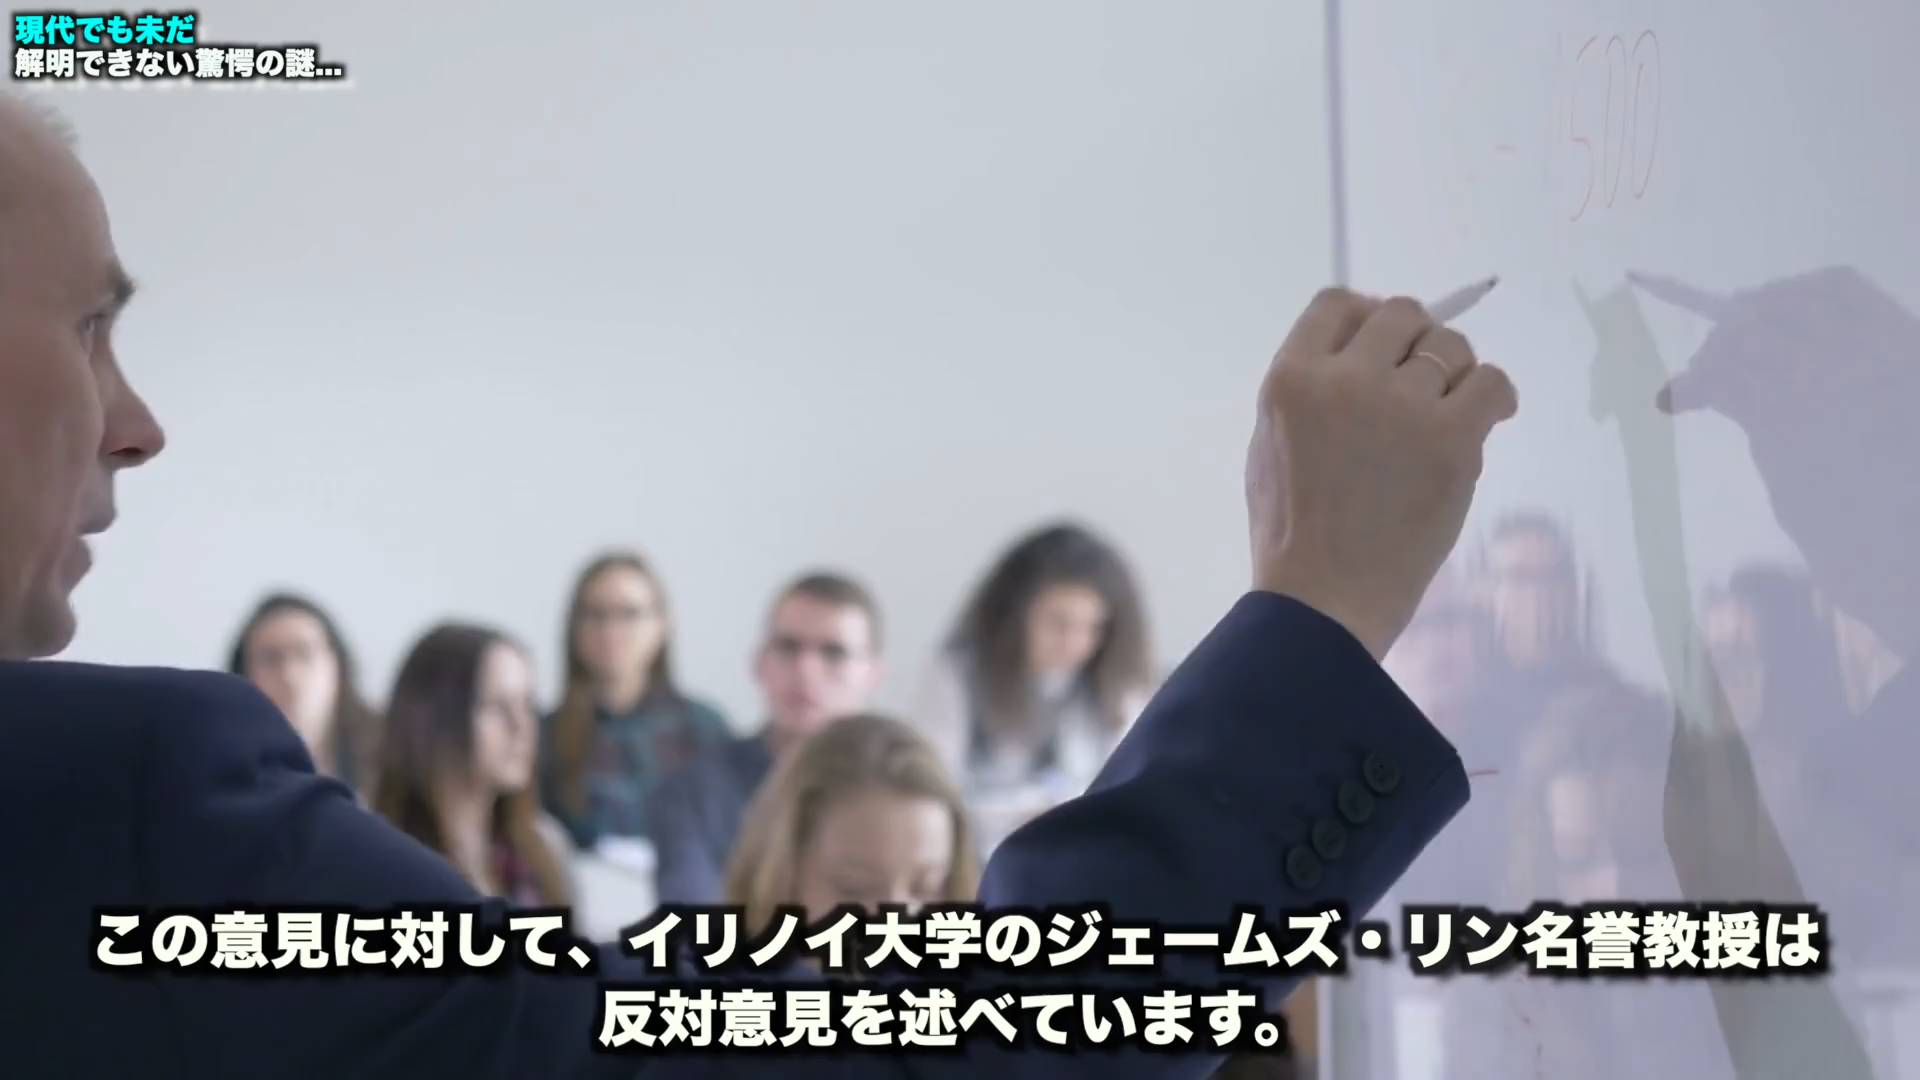 現代でも未だ
解明できない驚愕の謎...
500
この意見に対して、イリノイ大学のジェームズ・リン名誉教授は
反対意見を述べています。